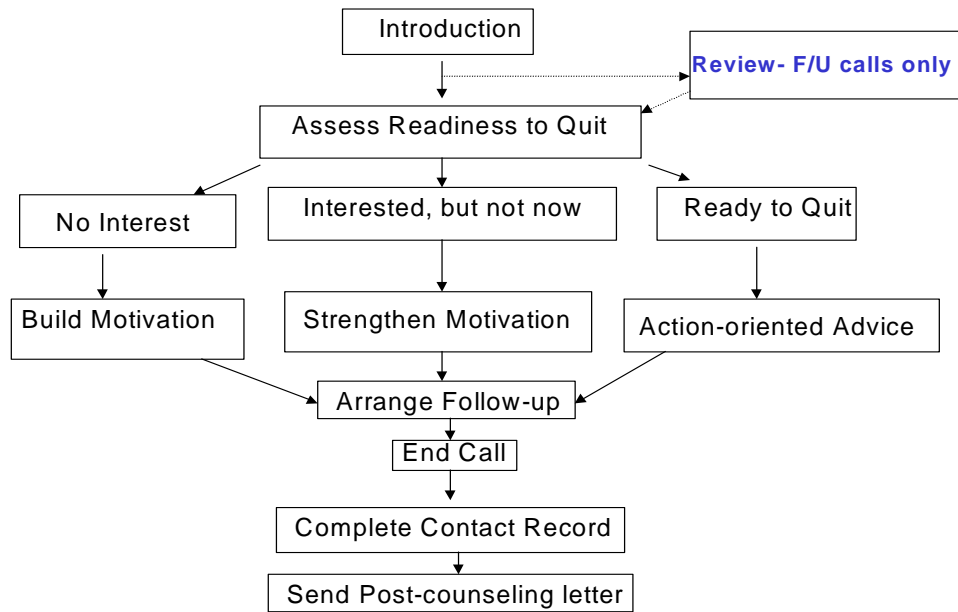 Introduction
Review- F/U calls only
Assess Readiness to Quit
No Interest
Interested, but not now
Ready to Quit
Build Motivation
Strengthen Motivation
Action-oriented Advice
Arrange Follow-up
End Call
Complete Contact Record
Send Post-counseling letter